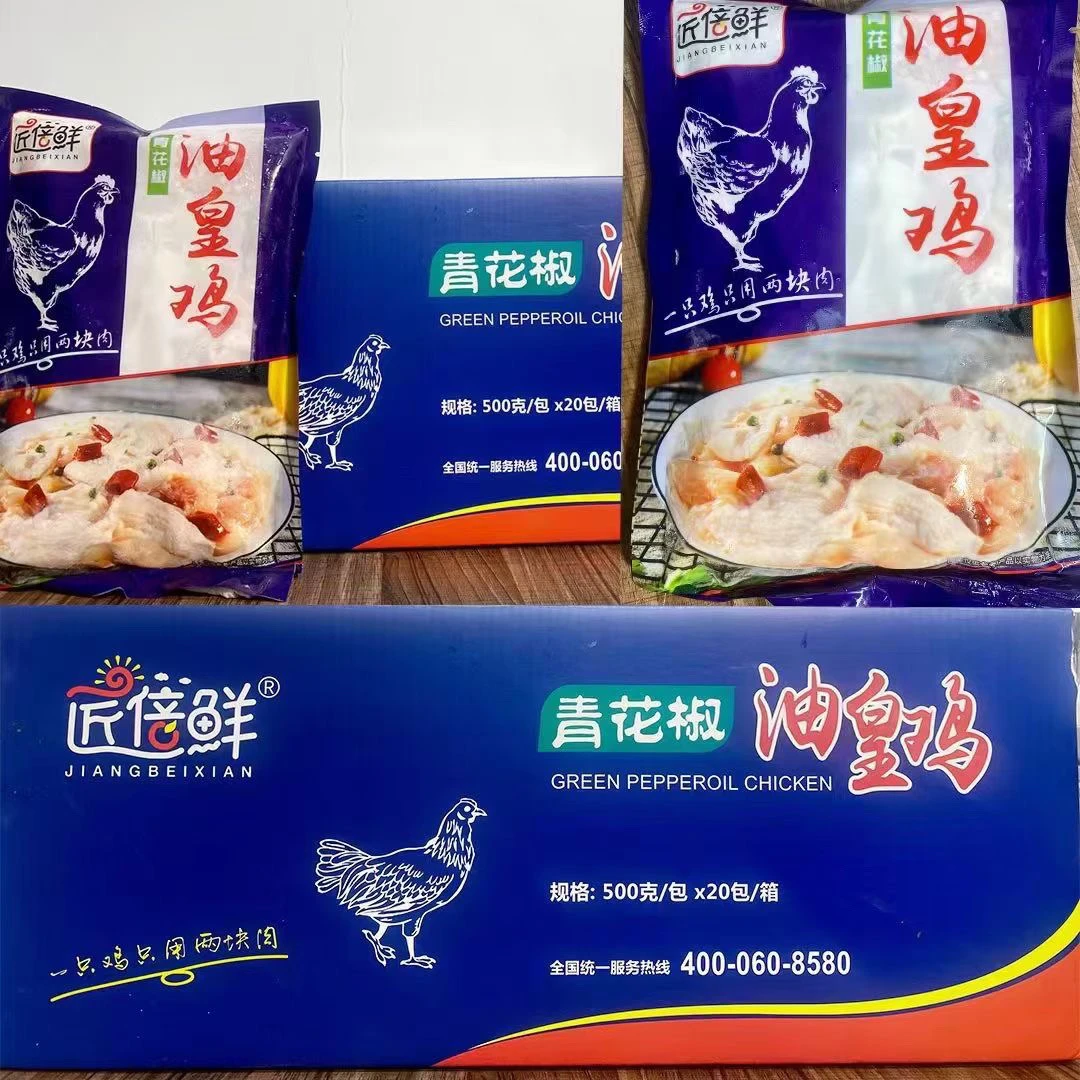 匠倍鲜®
JIANGBEIXIAN
青花椒
油皇鸡
只鸡只用两块肉
青花椒
GREEN PEPPEROIL CHIC
规格: 500克/包 x20包/箱
全国统一服务热线 400-060
匠倍鲜®
JIANGBEIXIAN
花椒
油皇鸡
一只鸡只用两块肉
匠倍鲜®
JIANGBEIXIAN
青花椒 油皇鸡
GREEN PEPPEROIL CHICKEN
规格: 500克/包 x20包/箱
一只鸡只用两块肉
全国统一服务热线 400-060-8580